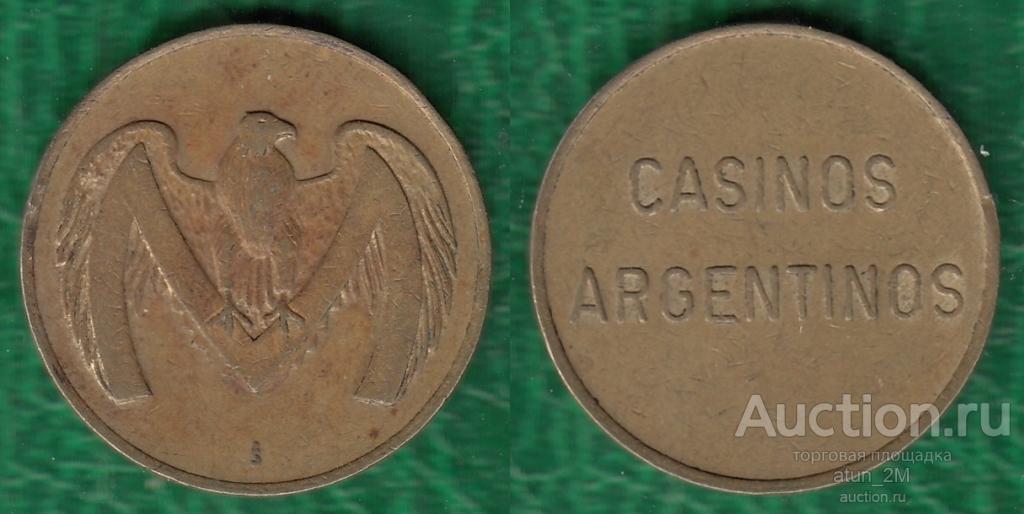 M
CASINOS
ARGENTINOS
Auction.ru
торговая площадка
atun_2M
auction.ru